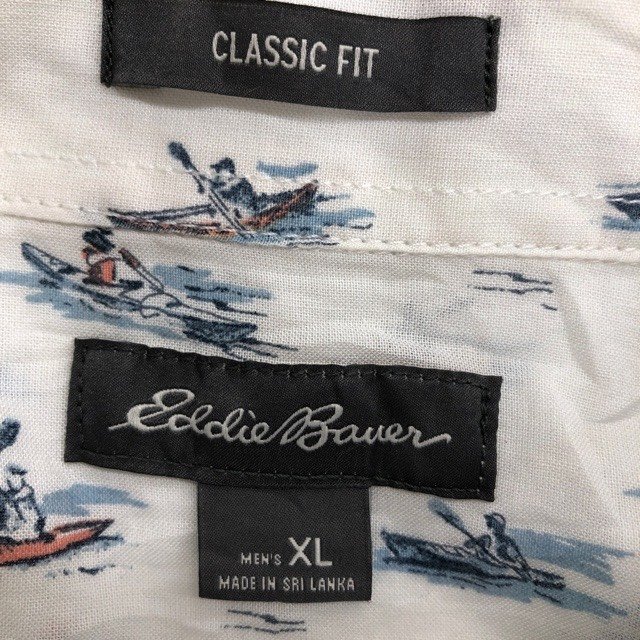 CLASSIC FIT
Eddie Bauer
MEN'S XL
MADE IN SRI LANKA